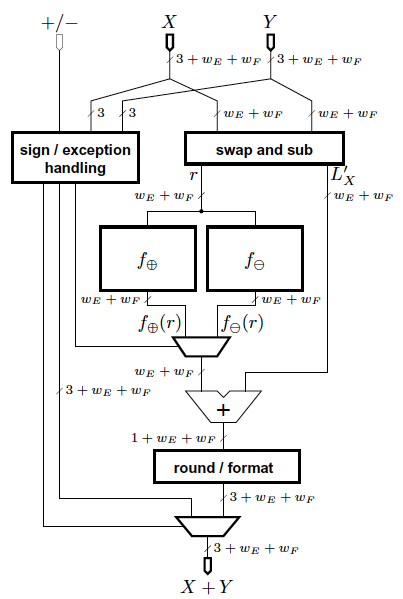 +/− X Y
3 + w_E + w_F 3 + w_E + w_F
3 3 w_E + w_F w_E + w_F
sign / exception
handling
swap and sub
r L′_X
w_E + w_F w_E + w_F
f_⊕ f_⊖
w_E + w_F w_E + w_F
f_⊕(r) f_⊖(r)
w_E + w_F
3 + w_E + w_F
+
1 + w_E + w_F
round / format
3 + w_E + w_F
3 + w_E + w_F
X + Y